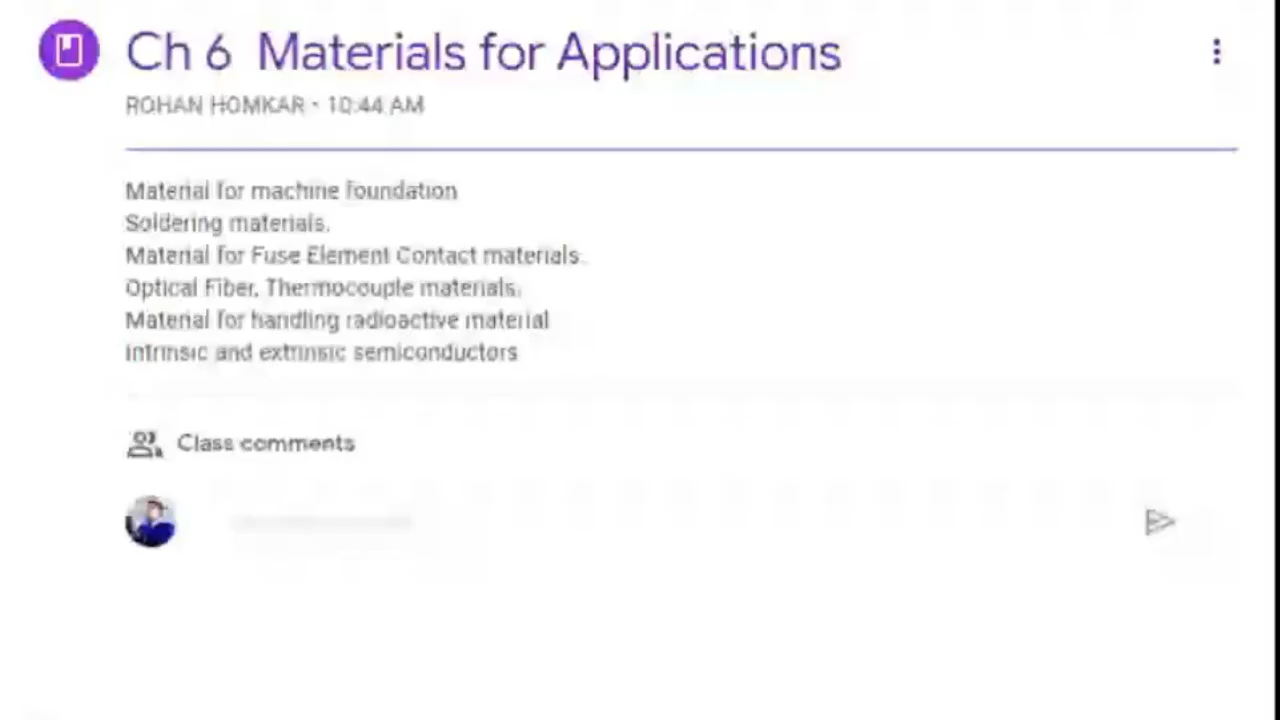 Ch 6 Materials for Applications
ROHAN HOMKAR • 10:44 AM
Material for machine foundation
Soldering materials.
Material for Fuse Element Contact materials.
Optical Fiber, Thermocouple materials.
Material for handling radioactive material
intrinsic and extrinsic semiconductors
Class comments